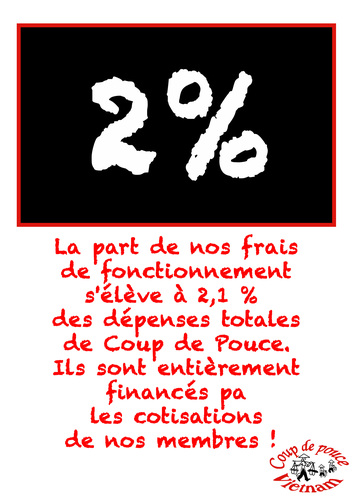 2%
La part de nos frais
de fonctionnement
s'élève à 2,1 %
des dépenses totales
de Coup de Pouce.
Ils sont entièrement
financés pa
les cotisations
de nos membres !
Coup de pouce
Vietnam